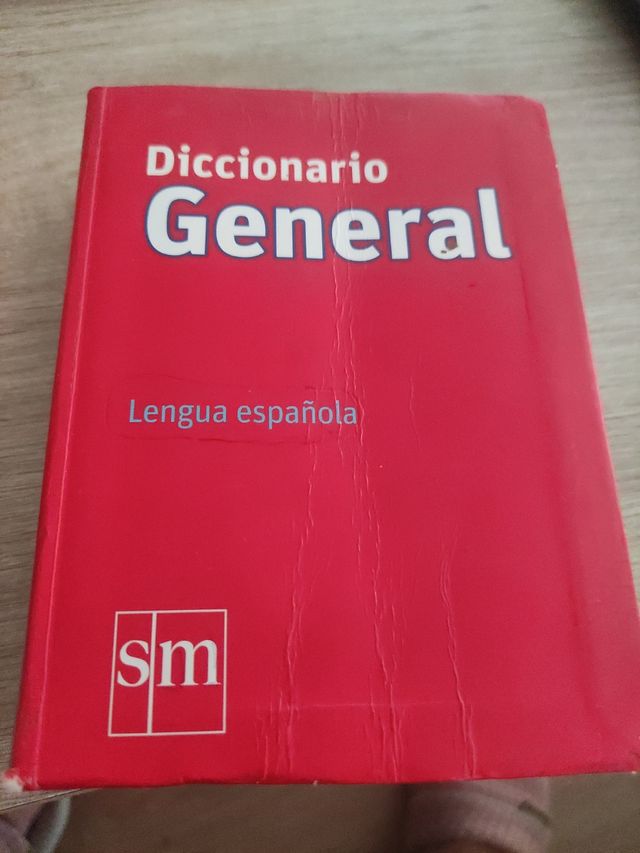 Diccionario
General
Lengua española
sm